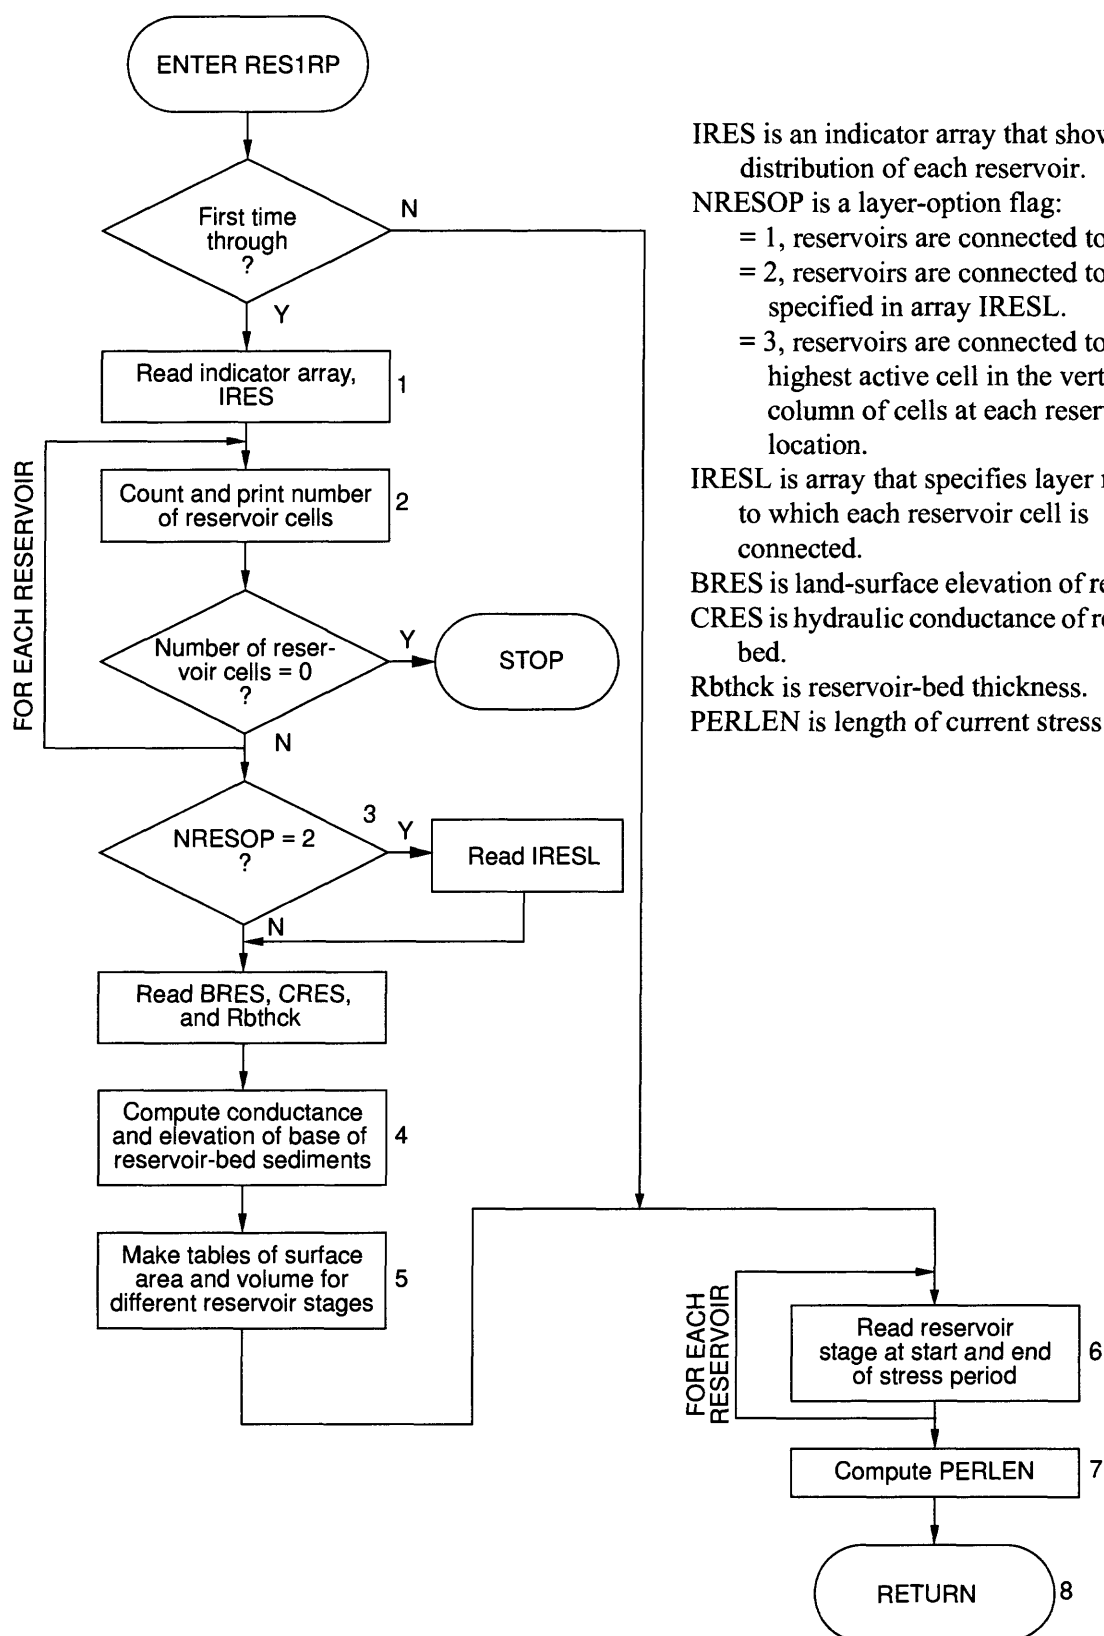 ENTER RES1RP
First time
through
?
N
Y
Read indicator array,
IRES
1
FOR EACH RESERVOIR
Count and print number
of reservoir cells
2
Number of reser-
voir cells = 0
?
Y
STOP
N
NRESOP = 2
?
3
Y
Read IRESL
N
Read BRES, CRES,
and Rbthck
Compute conductance
and elevation of base of
reservoir-bed sediments
4
Make tables of surface
area and volume for
different reservoir stages
5
FOR EACH
RESERVOIR
Read reservoir
stage at start and end
of stress period
6
Compute PERLEN
7
RETURN
8
IRES is an indicator array that show
distribution of each reservoir.
NRESOP is a layer-option flag:
= 1, reservoirs are connected to
= 2, reservoirs are connected to
specified in array IRESL.
= 3, reservoirs are connected to
highest active cell in the vert
column of cells at each reser
location.
IRESL is array that specifies layer
to which each reservoir cell is
connected.
BRES is land-surface elevation of re
CRES is hydraulic conductance of re
bed.
Rbthck is reservoir-bed thickness.
PERLEN is length of current stress